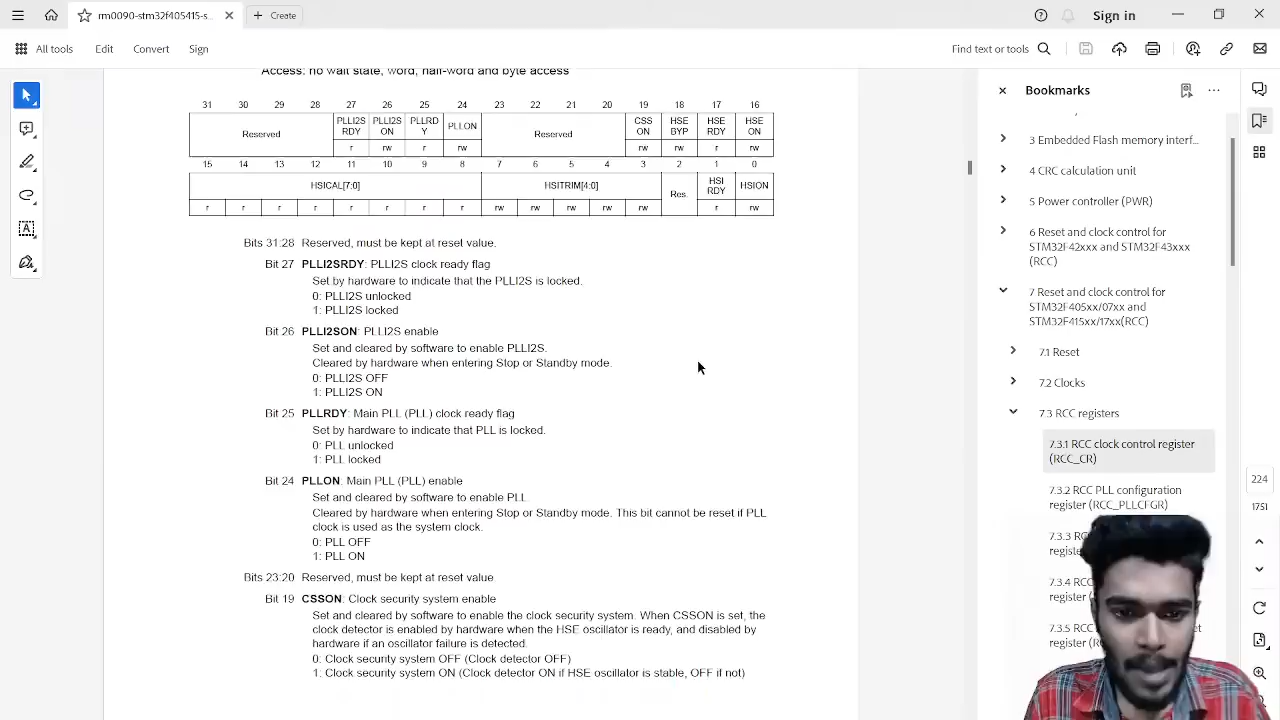 rm0090-stm32f405415-s...
Create
Sign in
All tools
Edit
Convert
Sign
Find text or tools
Access: no wait state, word, half-word and byte access
31 30 29 28 27 26 25 24 23 22 21 20 19 18 17 16
Reserved PLLI2S RDY PLLI2S ON PLLRD Y PLLON Reserved CSS ON HSE BYP HSE RDY HSE ON
r rw r rw rw rw r rw
15 14 13 12 11 10 9 8 7 6 5 4 3 2 1 0
HSICAL[7:0] HSITRIM[4:0] Res. HSI RDY HSION
r r r r r r r r rw rw rw rw rw r rw
Bits 31:28 Reserved, must be kept at reset value.
Bit 27 PLLI2SRDY: PLLI2S clock ready flag
Set by hardware to indicate that the PLLI2S is locked.
0: PLLI2S unlocked
1: PLLI2S locked
Bit 26 PLLI2SON: PLLI2S enable
Set and cleared by software to enable PLLI2S.
Cleared by hardware when entering Stop or Standby mode.
0: PLLI2S OFF
1: PLLI2S ON
Bit 25 PLLRDY: Main PLL (PLL) clock ready flag
Set by hardware to indicate that PLL is locked.
0: PLL unlocked
1: PLL locked
Bit 24 PLLON: Main PLL (PLL) enable
Set and cleared by software to enable PLL.
Cleared by hardware when entering Stop or Standby mode. This bit cannot be reset if PLL
clock is used as the system clock.
0: PLL OFF
1: PLL ON
Bits 23:20 Reserved, must be kept at reset value
Bit 19 CSSON: Clock security system enable
Set and cleared by software to enable the clock security system. When CSSON is set, the
clock detector is enabled by hardware when the HSE oscillator is ready, and disabled by
hardware if an oscillator failure is detected.
0: Clock security system OFF (Clock detector OFF)
1: Clock security system ON (Clock detector ON if HSE oscillator is stable, OFF if not)
Bookmarks
3 Embedded Flash memory interf...
4 CRC calculation unit
5 Power controller (PWR)
6 Reset and clock control for
STM32F42xxx and STM32F43xxx
(RCC)
7 Reset and clock control for
STM32F405xx/07xx and
STM32F415xx/17xx(RCC)
7.1 Reset
7.2 Clocks
7.3 RCC registers
7.3.1 RCC clock control register
(RCC_CR)
7.3.2 RCC PLL configuration
register (RCC_PLLCFGR)
7.3.3
regist
7.3.4
7.3.5
regist
224
1751